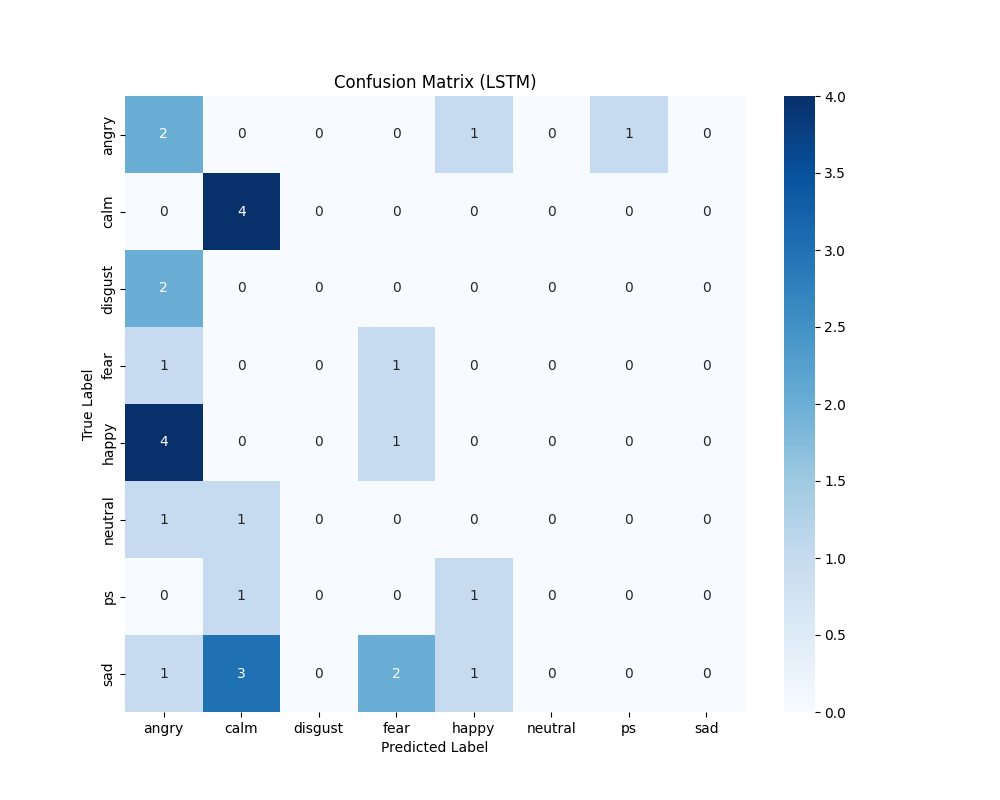 Confusion Matrix (LSTM)
True Label
angry 2 0 0 0 1 0 1 0
calm 0 4 0 0 0 0 0 0
disgust 2 0 0 0 0 0 0 0
fear 1 0 0 1 0 0 0 0
happy 4 0 0 1 0 0 0 0
neutral 1 1 0 0 0 0 0 0
ps 0 1 0 0 1 0 0 0
sad 1 3 0 2 1 0 0 0
angry calm disgust fear happy neutral ps sad
Predicted Label
4.0
3.5
3.0
2.5
2.0
1.5
1.0
0.5
0.0